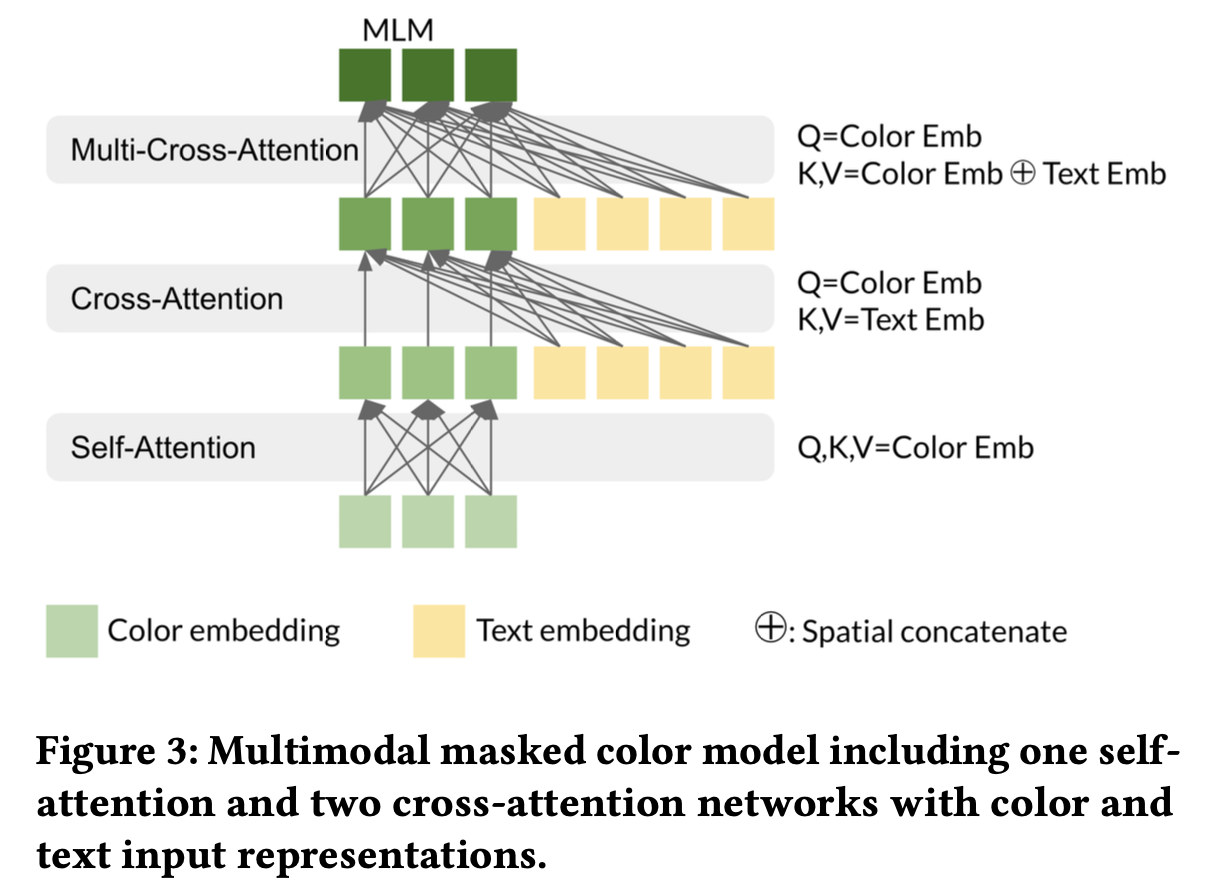 MLM
Multi-Cross-Attention
Q=Color Emb
K,V=Color Emb ⊕ Text Emb
Cross-Attention
Q=Color Emb
K,V=Text Emb
Self-Attention
Q,K,V=Color Emb
Color embedding
Text embedding
⊕: Spatial concatenate
Figure 3: Multimodal masked color model including one self-
attention and two cross-attention networks with color and
text input representations.